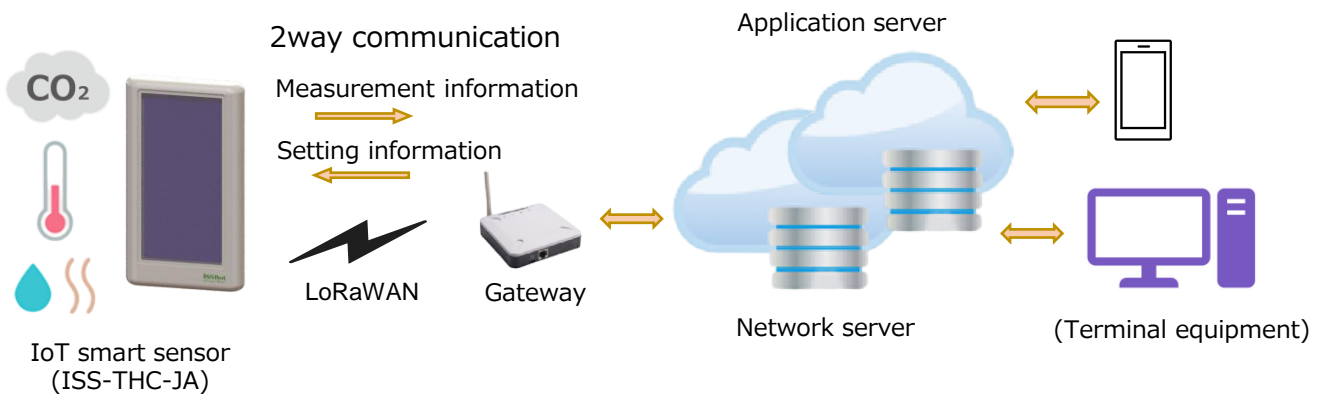 2way communication
Application server
CO₂
Measurement information
Setting information
LoRaWAN
Gateway
Network server
(Terminal equipment)
IoT smart sensor
(ISS-THC-JA)